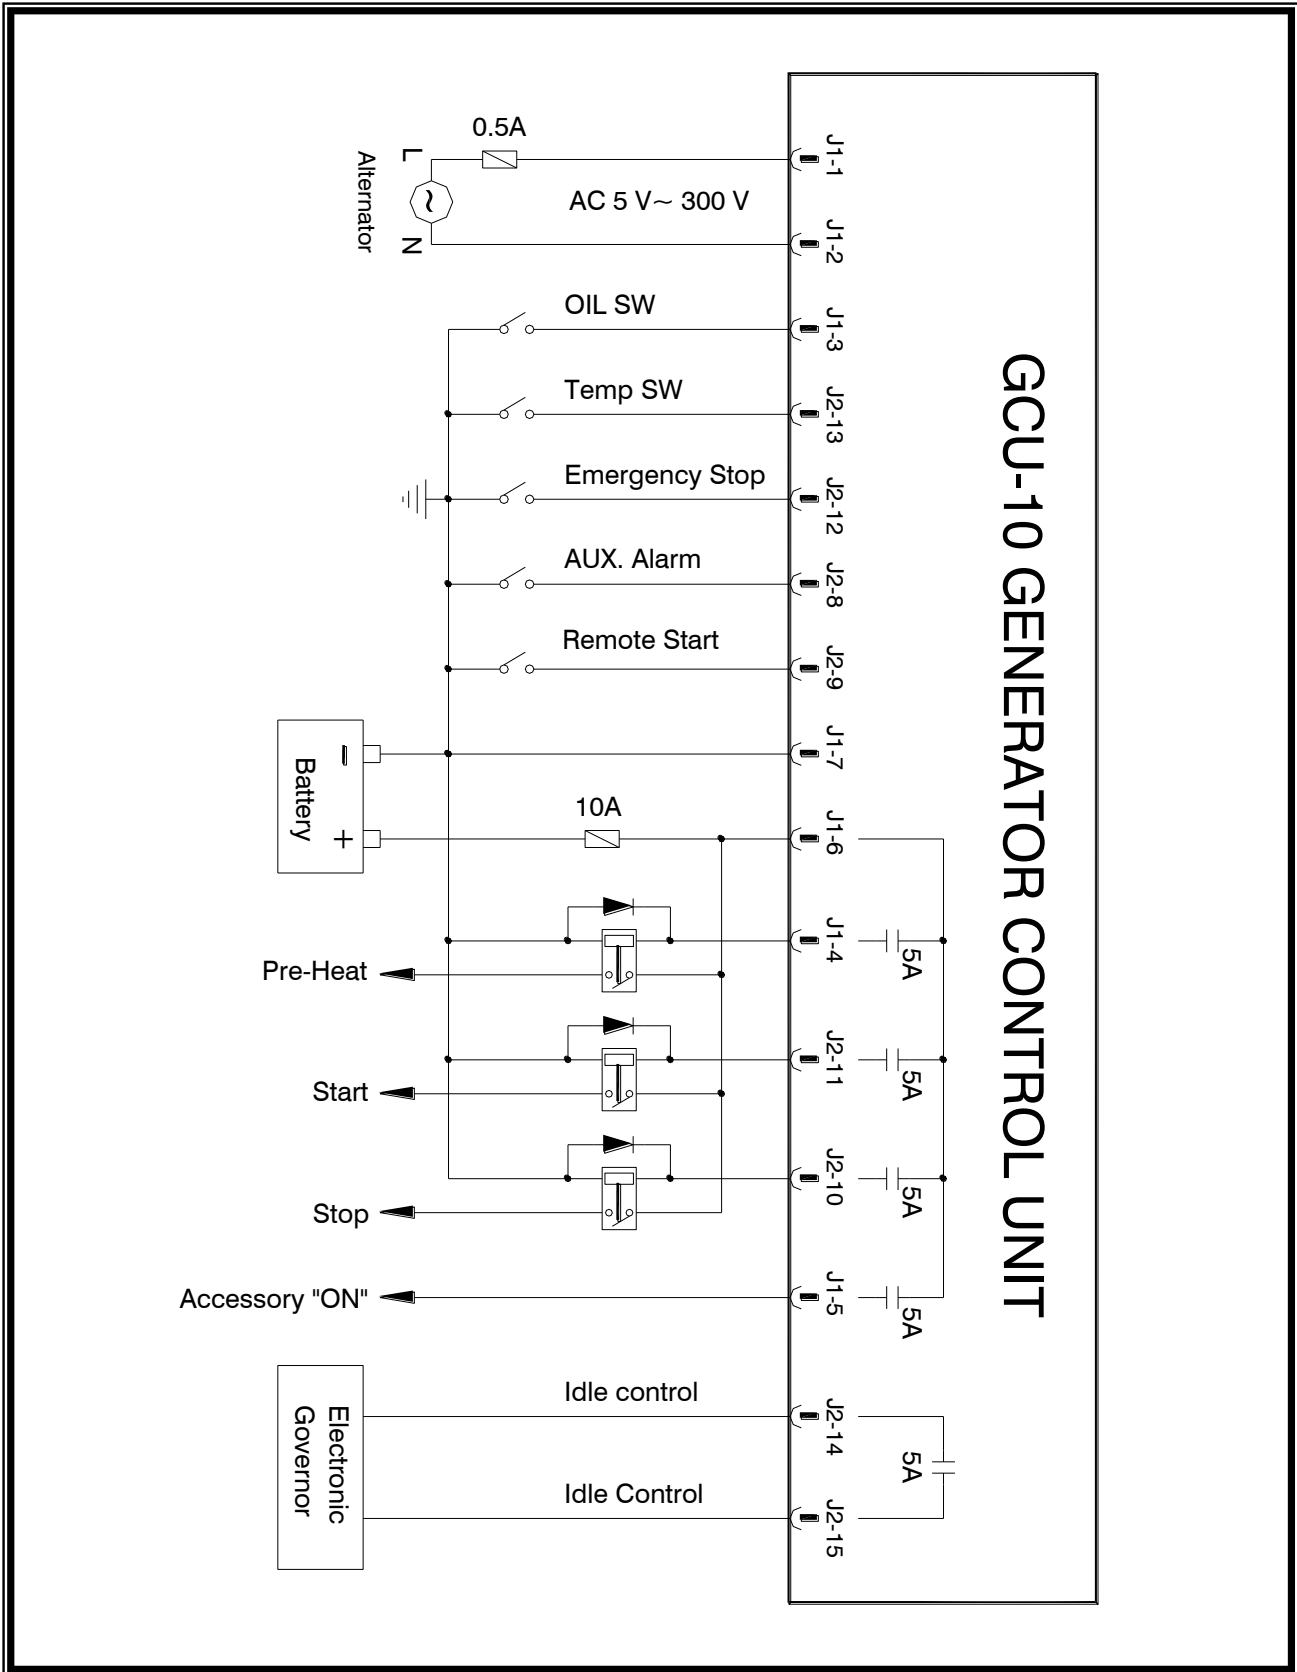 GCU-10 GENERATOR CONTROL UNIT
0.5A
J1-1
L
Alternator
~
AC 5 V~ 300 V
N
J1-2
OIL SW
J1-3
Temp SW
J2-13
Emergency Stop
J2-12
AUX. Alarm
J2-8
Remote Start
J2-9
J1-7
Battery
-
+
10A
J1-6
J1-4
5A
Pre-Heat
J2-11
5A
Start
J2-10
5A
Stop
J1-5
5A
Accessory "ON"
Idle control
J2-14
Electronic
Governor
5A
Idle Control
J2-15